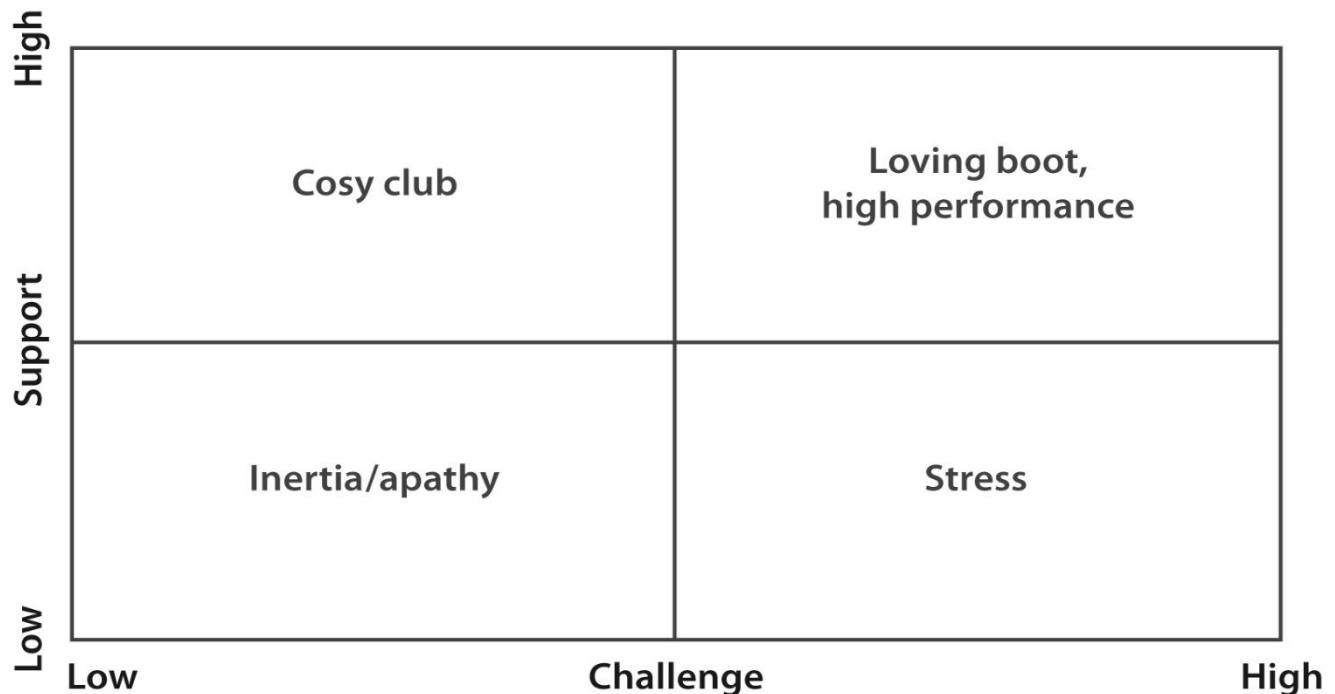 High
Cosy club
Loving boot,
high performance
Support
Inertia/apathy
Stress
Low
Low
Challenge
High